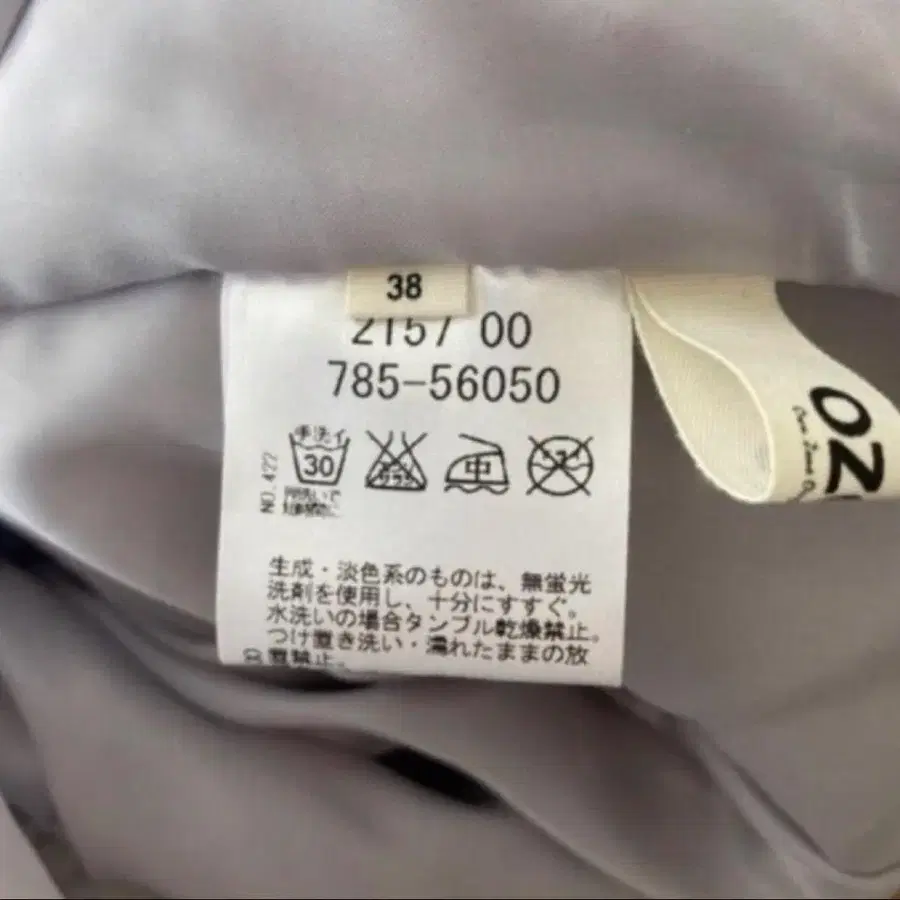 38
2157 00
785-56050
手洗イ
30
中
NO.422
生成・淡色系のものは、無蛍光
洗剤を使用し、十分にすすぐ。
水洗いの場合タンブル乾燥禁止。
つけ置き洗い・濡れたままの放
置禁止。
OZ